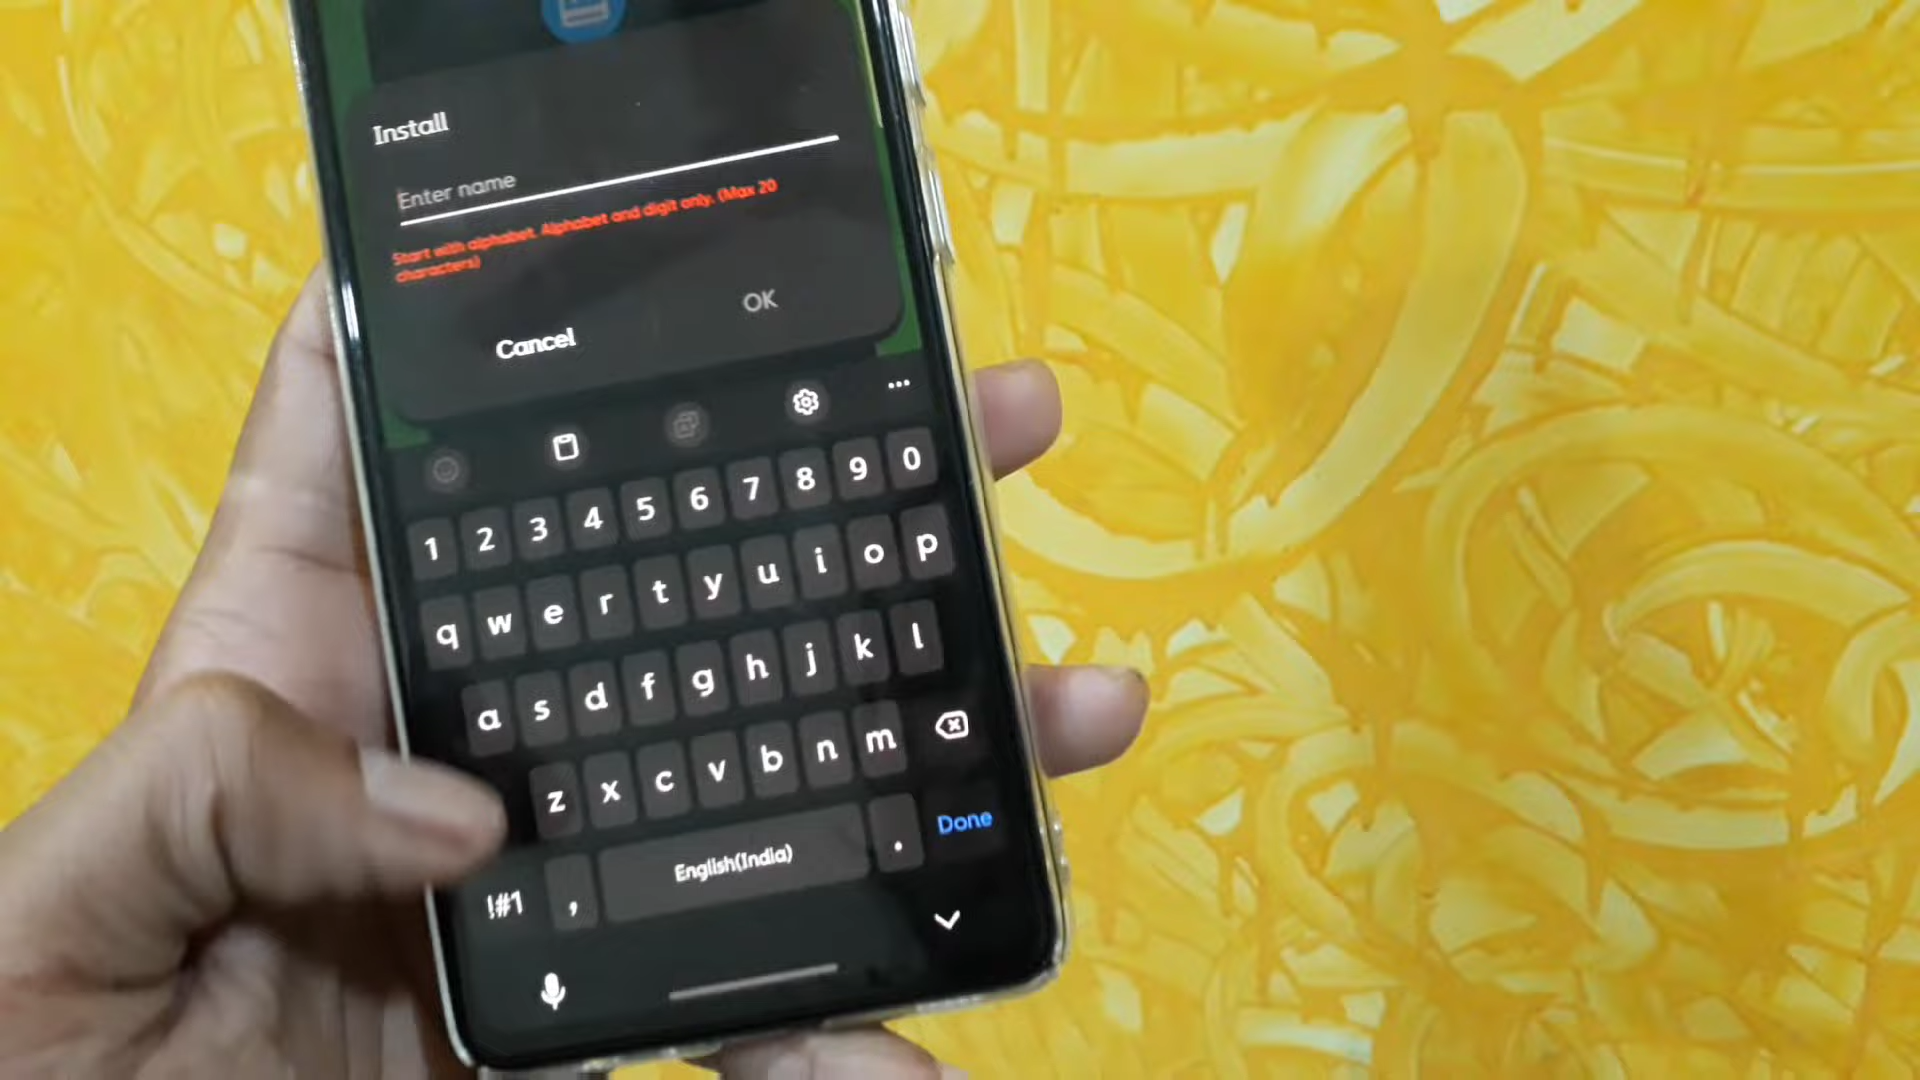 Install
Enter name
Start with alphabet. Alphabet and digit only. (Max 20
characters)
Cancel
OK
1 2 3 4 5 6 7 8 9 0
q w e r t y u i o p
a s d f g h j k l
z x c v b n m
!#1 , English(India) . Done